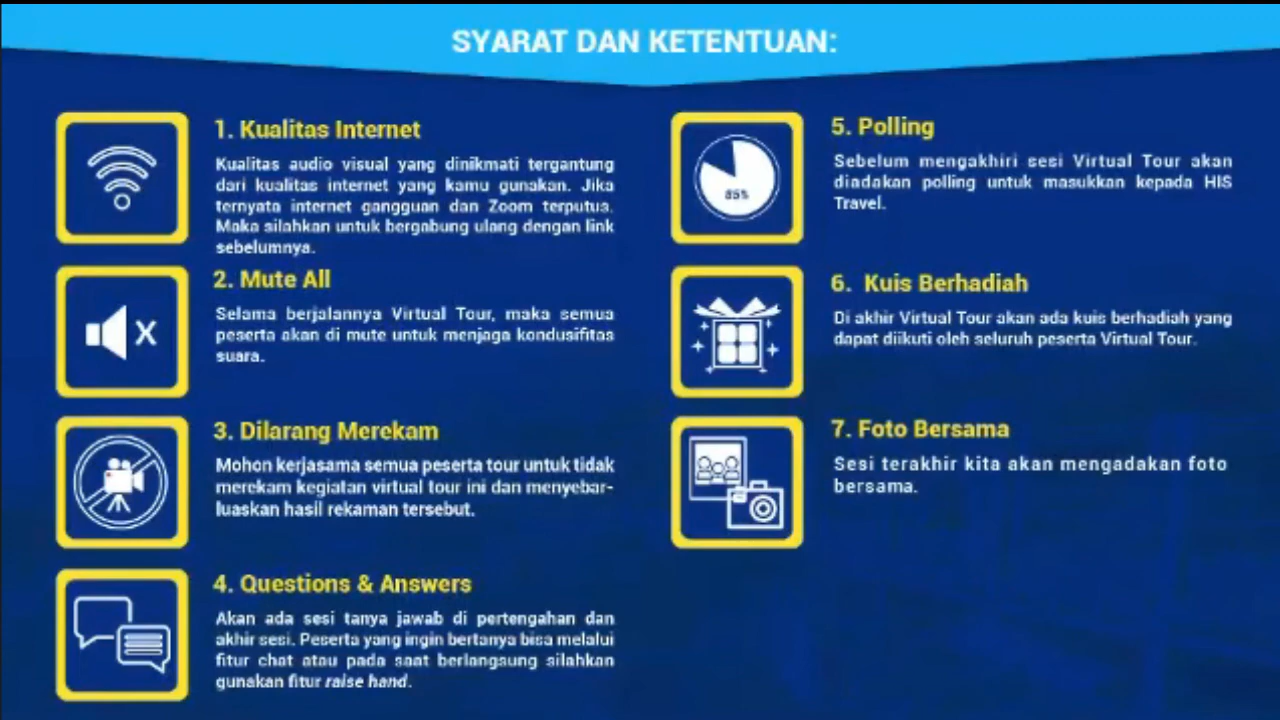 SYARAT DAN KETENTUAN:
1. Kualitas Internet
Kualitas audio visual yang dinikmati tergantung
dari kualitas internet yang kamu gunakan. Jika
ternyata internet gangguan dan Zoom terputus.
Maka silahkan untuk bergabung ulang dengan link
sebelumnya.
2. Mute All
Selama berjalannya Virtual Tour, maka semua
peserta akan di mute untuk menjaga kondusifitas
suara.
3. Dilarang Merekam
Mohon kerjasama semua peserta tour untuk tidak
merekam kegiatan virtual tour ini dan menyebar-
luaskan hasil rekaman tersebut.
4. Questions & Answers
Akan ada sesi tanya jawab di pertengahan dan
akhir sesi. Peserta yang ingin bertanya bisa melalui
fitur chat atau pada saat berlangsung silahkan
gunakan fitur raise hand.
85%
5. Polling
Sebelum mengakhiri sesi Virtual Tour akan
diadakan polling untuk masukkan kepada HIS
Travel.
6. Kuis Berhadiah
Di akhir Virtual Tour akan ada kuis berhadiah yang
dapat diikuti oleh seluruh peserta Virtual Tour.
7. Foto Bersama
Sesi terakhir kita akan mengadakan foto
bersama.